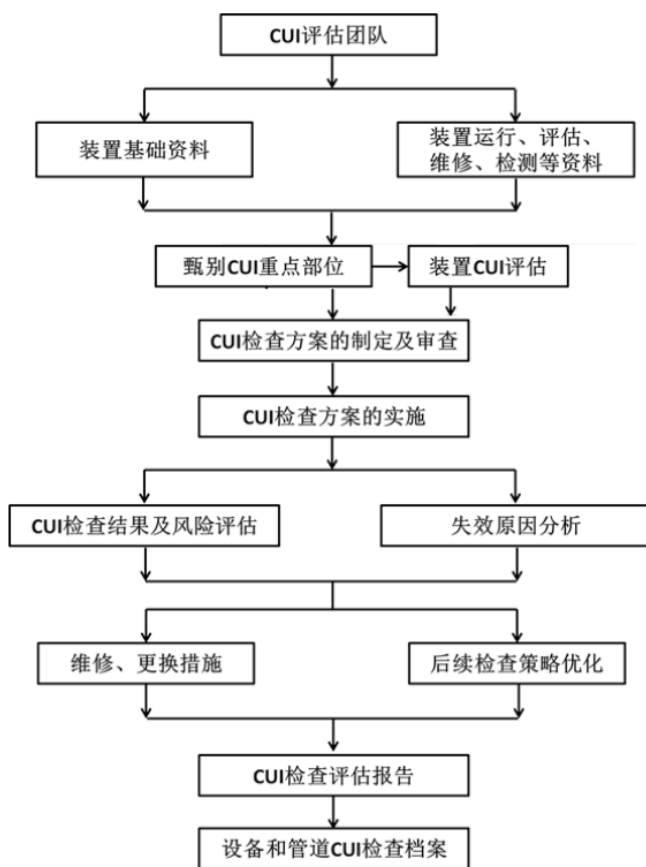 CUI评估团队
装置基础资料
装置运行、评估、
维修、检测等资料
甄别CUI重点部位
装置CUI评估
CUI检查方案的制定及审查
CUI检查方案的实施
CUI检查结果及风险评估
失效原因分析
维修、更换措施
后续检查策略优化
CUI检查评估报告
设备和管道CUI检查档案